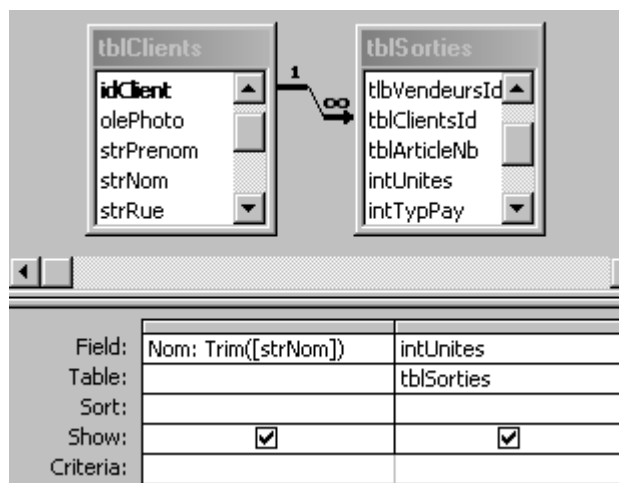 tblClients
idClient
olePhoto
strPrenom
strNom
strRue
1
∞
tblSorties
tlbVendeursId
tblClientsId
tblArticleNb
intUnites
intTypPay
Field: Nom: Trim([strNom]) intUnites
Table: tblSorties
Sort:
Show:
Criteria: